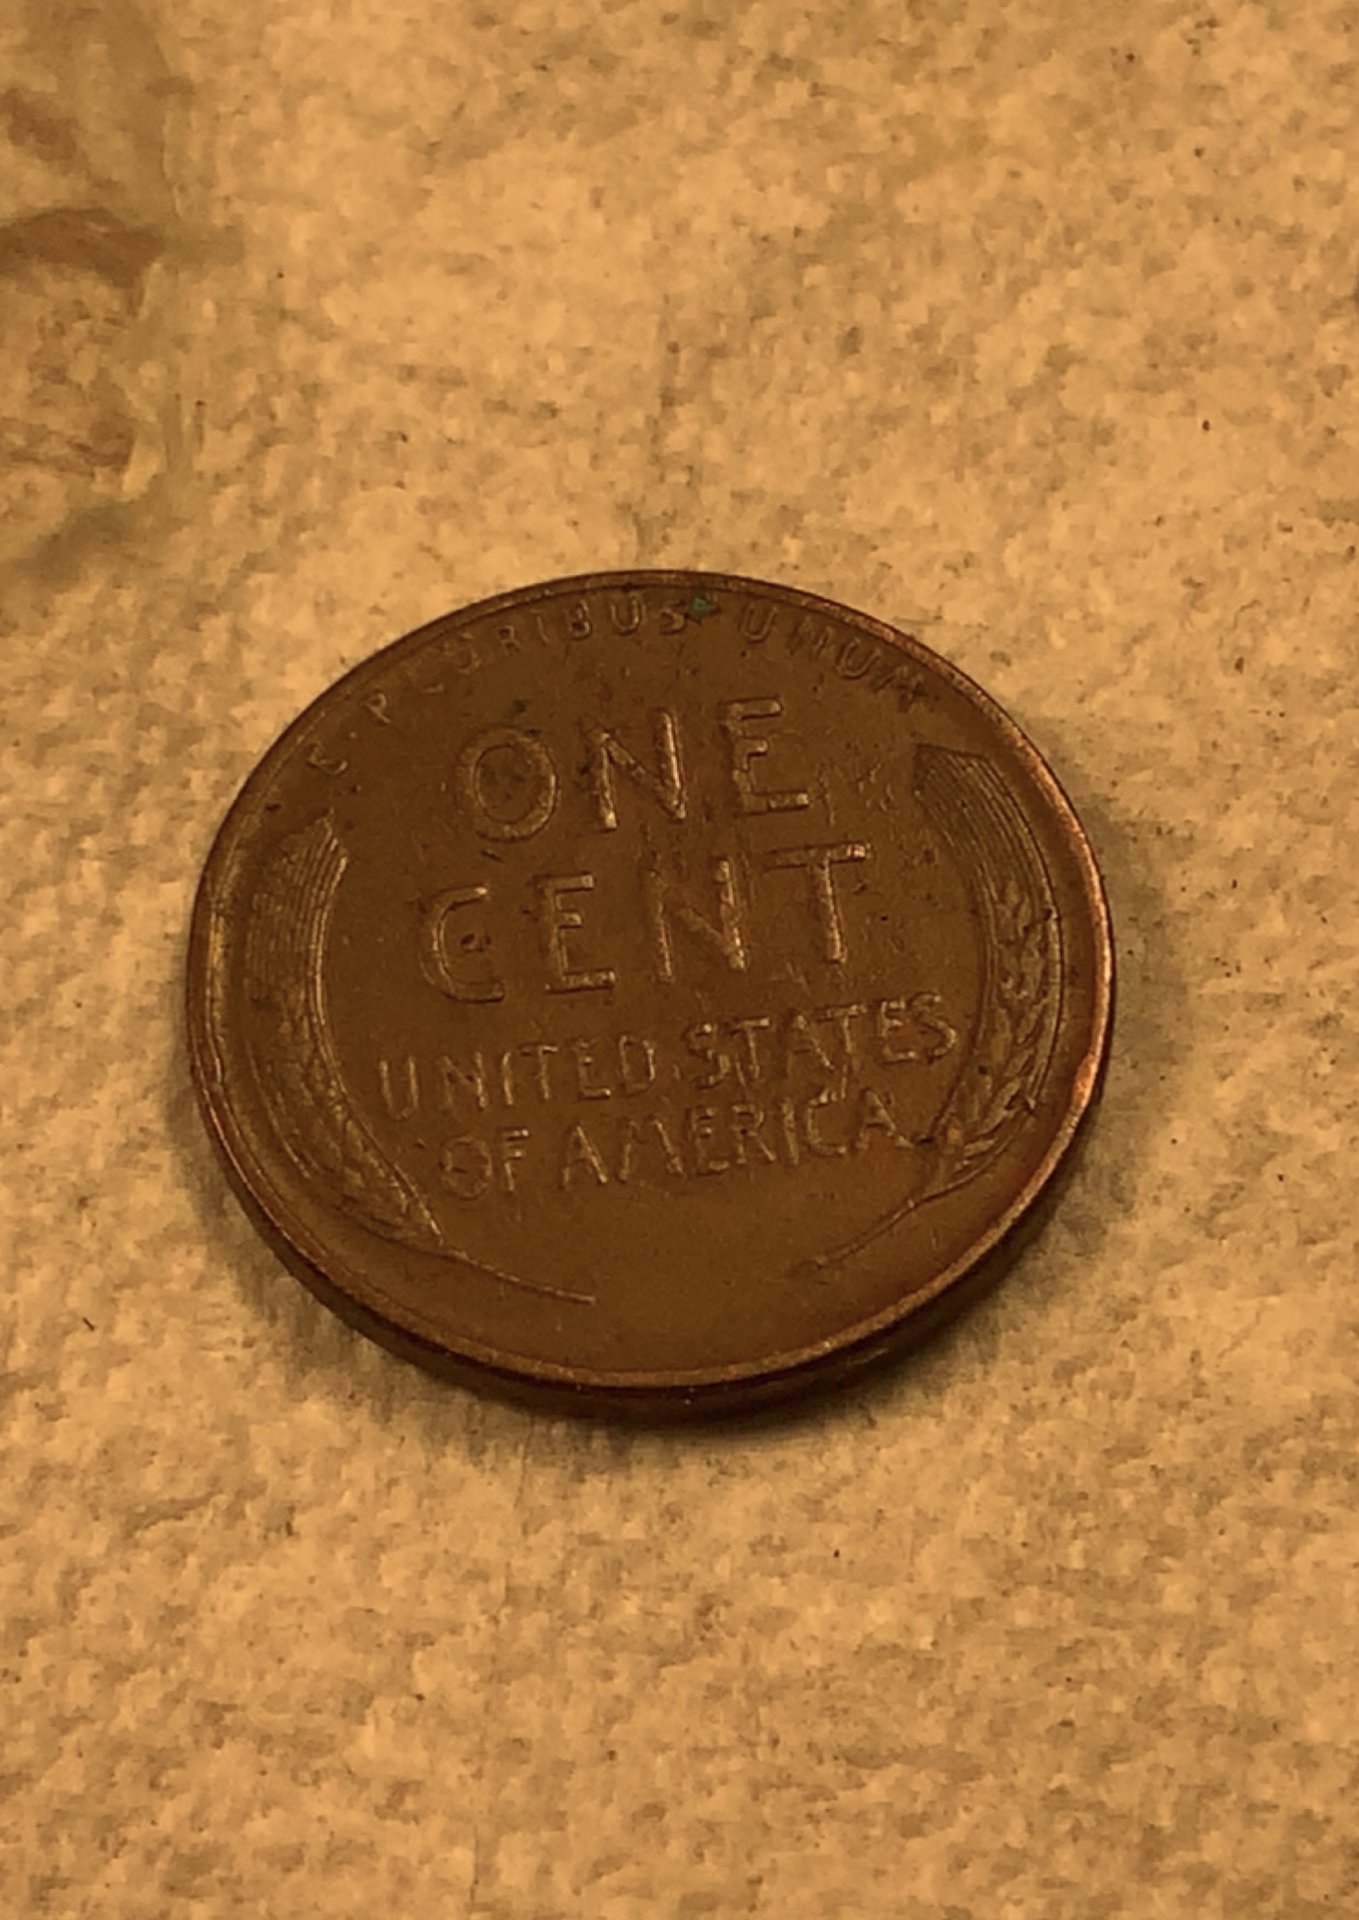 E PLURIBUS·UNUM
ONE
CENT
UNITED STATES
OF AMERICA